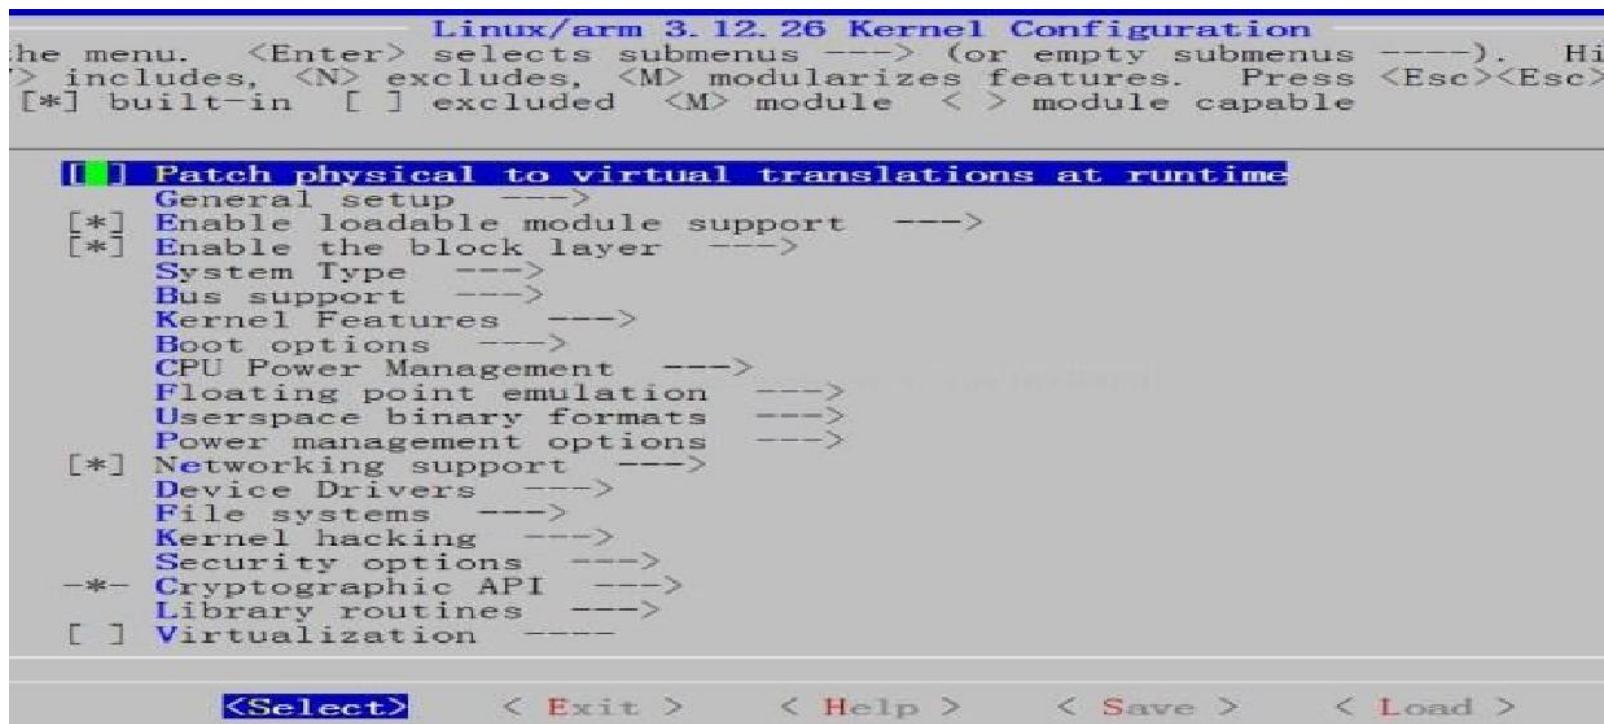 Linux/arm 3.12.26 Kernel Configuration
he menu. <Enter> selects submenus ---> (or empty submenus ----). Hi
> includes, <N> excludes, <M> modularizes features. Press <Esc><Esc>
[*] built-in [ ] excluded <M> module < > module capable
[ ] Patch physical to virtual translations at runtime
General setup --->
[*] Enable loadable module support --->
[*] Enable the block layer --->
System Type --->
Bus support --->
Kernel Features --->
Boot options --->
CPU Power Management --->
Floating point emulation --->
Userspace binary formats --->
Power management options --->
[*] Networking support --->
Device Drivers --->
File systems --->
Kernel hacking --->
Security options --->
-*- Cryptographic API --->
Library routines --->
[ ] Virtualization ----
<Select> < Exit > < Help > < Save > < Load >